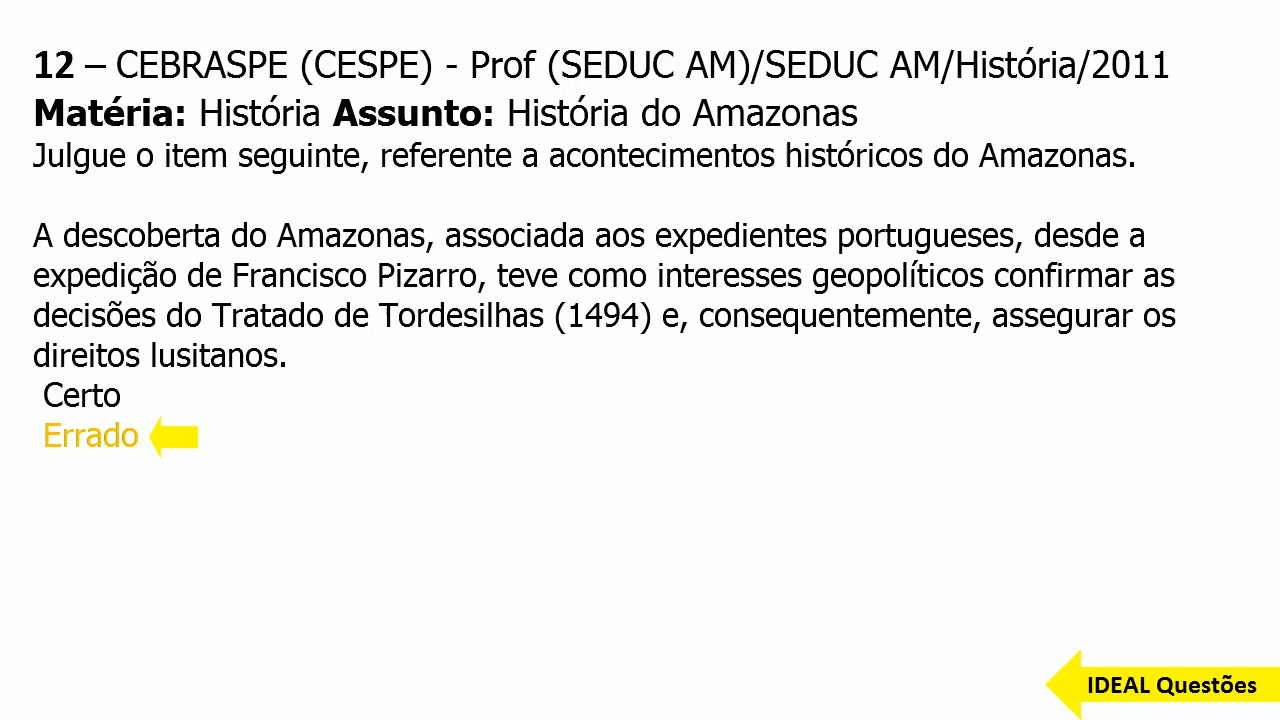 12 – CEBRASPE (CESPE) - Prof (SEDUC AM)/SEDUC AM/História/2011
Matéria: História Assunto: História do Amazonas
Julgue o item seguinte, referente a acontecimentos históricos do Amazonas.
A descoberta do Amazonas, associada aos expedientes portugueses, desde a
expedição de Francisco Pizarro, teve como interesses geopolíticos confirmar as
decisões do Tratado de Tordesilhas (1494) e, consequentemente, assegurar os
direitos lusitanos.
Certo
Errado
IDEAL Questões